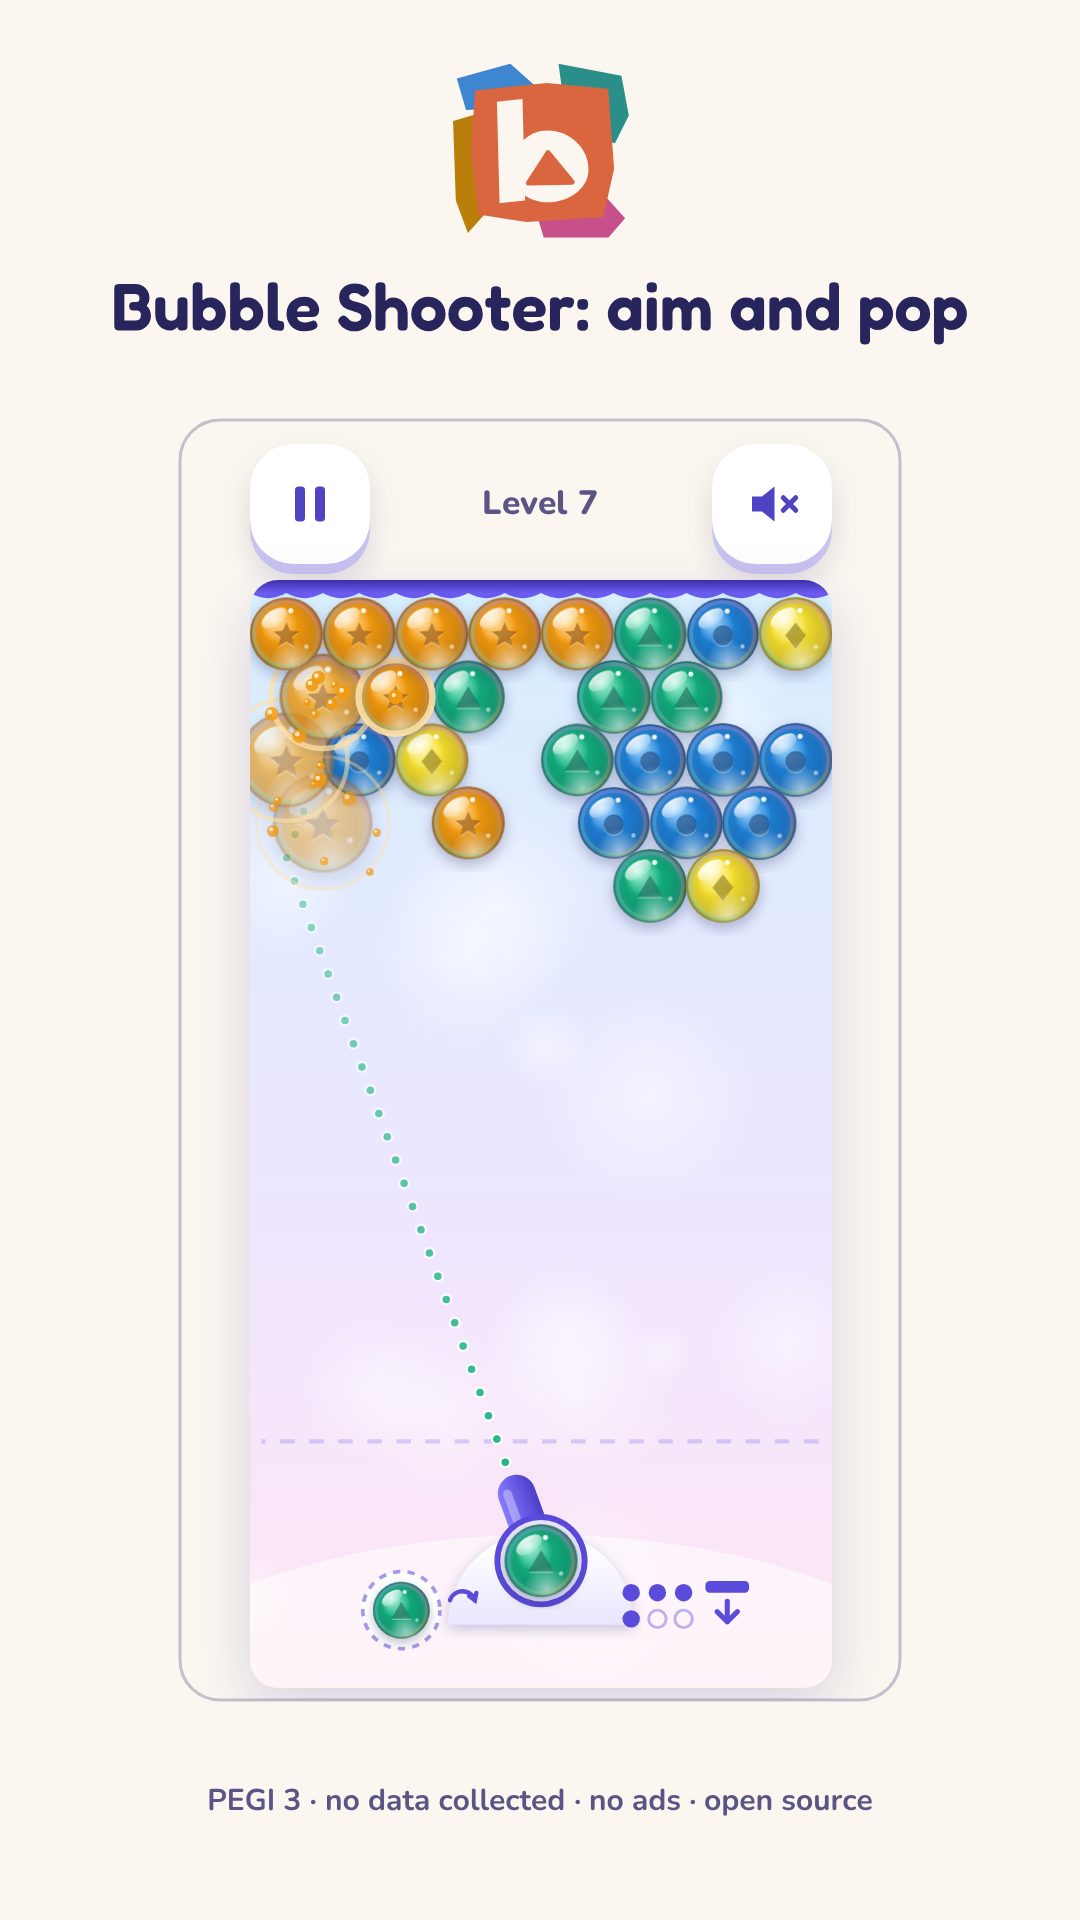 b
Bubble Shooter: aim and pop
Level 7
PEGI 3 · no data collected · no ads · open source